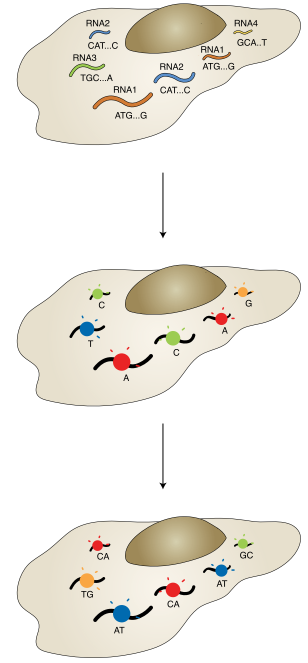 RNA2
CAT...C
RNA4
GCA..T
RNA3
TGC...A
RNA2
CAT...C
RNA1
ATG...G
RNA1
ATG...G
C
G
T
A
C
A
CA
GC
TG
AT
CA
AT